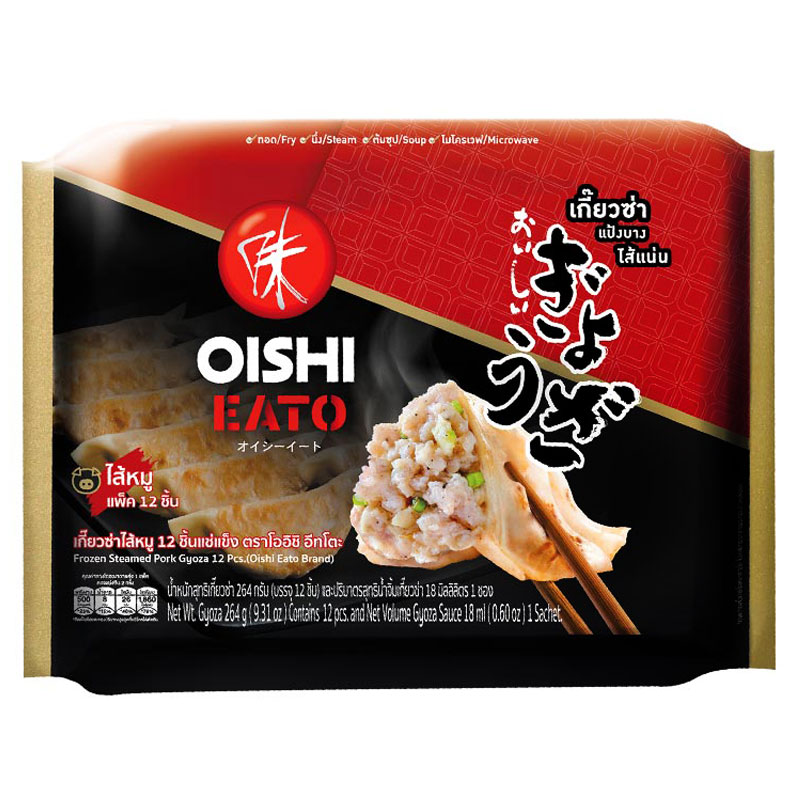 ทอด/Fry นึ่ง/Steam ต้มซุป/Soup ไมโครเวฟ/Microwave
味
OISHI
EATO
オイシーイート
เกี๊ยวซ่า
แป้งบาง
ไส้แน่น
おいしい
ぎょうざ
ไส้หมู
แพ็ค 12 ชิ้น
เกี๊ยวซ่าไส้หมู 12 ชิ้นแช่แข็ง ตราโออิชิ อีทโตะ
Frozen Steamed Pork Gyoza 12 Pcs.(Oishi Eato Brand)
น้ำหนักสุทธิเกี๊ยวซ่า 264 กรัม (บรรจุ 12 ชิ้น) และปริมาตรสุทธิน้ำจิ้มเกี๊ยวซ่า 18 มิลลิลิตร 1 ซอง
Net Wt. Gyoza 264 g ( 9.31 oz ) Contains 12 pcs. and Net Volume Gyoza Sauce 18 ml ( 0.60 oz ) 1 Sachet.
500 8 26 1,860